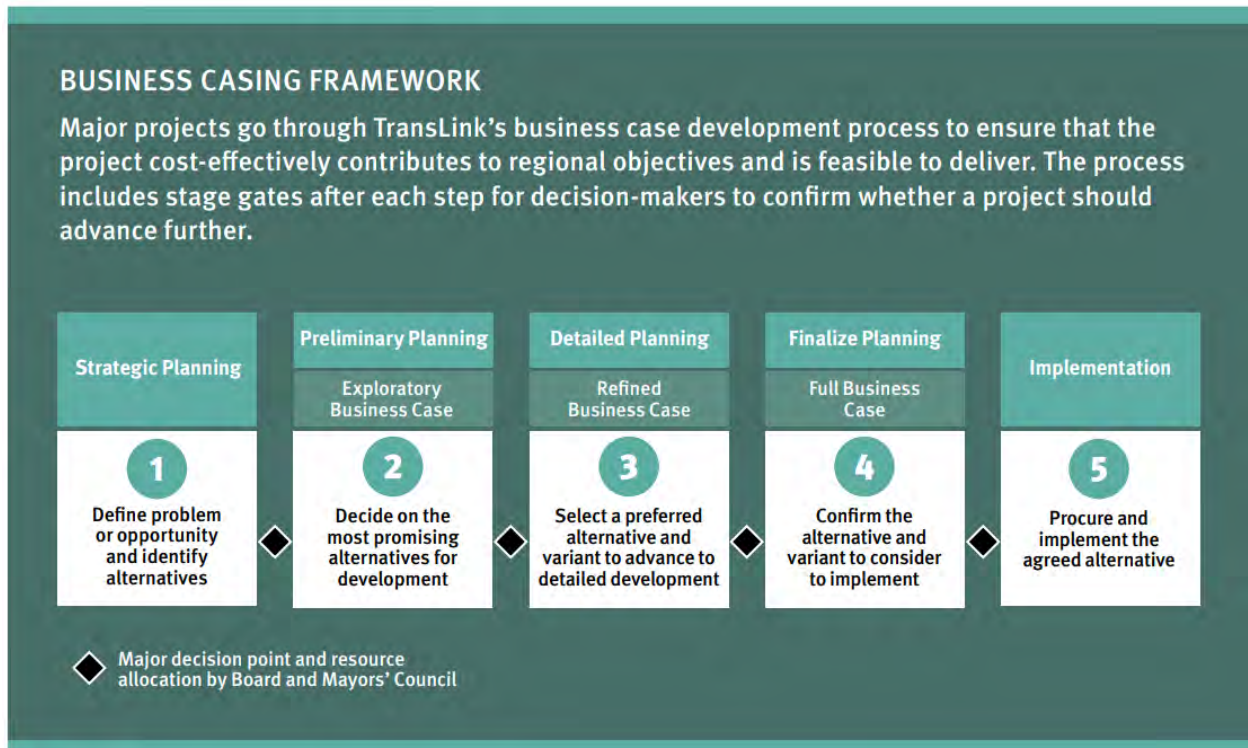 BUSINESS CASING FRAMEWORK
Major projects go through TransLink's business case development process to ensure that the
project cost-effectively contributes to regional objectives and is feasible to deliver. The process
includes stage gates after each step for decision-makers to confirm whether a project should
advance further.
Strategic Planning
1
Define problem
or opportunity
and identify
alternatives
Preliminary Planning
Exploratory
Business Case
2
Decide on the
most promising
alternatives for
development
Detailed Planning
Refined
Business Case
3
Select a preferred
alternative and
variant to advance to
detailed development
Finalize Planning
Full Business
Case
4
Confirm the
alternative and
variant to consider
to implement
Implementation
5
Procure and
implement the
agreed alternative
Major decision point and resource
allocation by Board and Mayors' Council